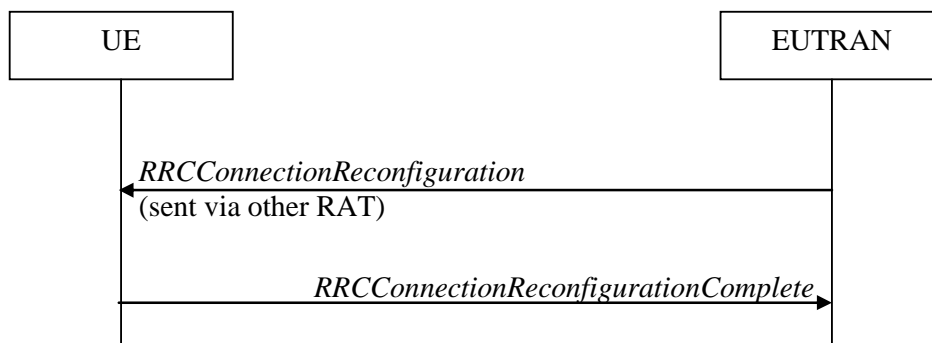 UE
EUTRAN
RRCConnectionReconfiguration
(sent via other RAT)
RRCConnectionReconfigurationComplete